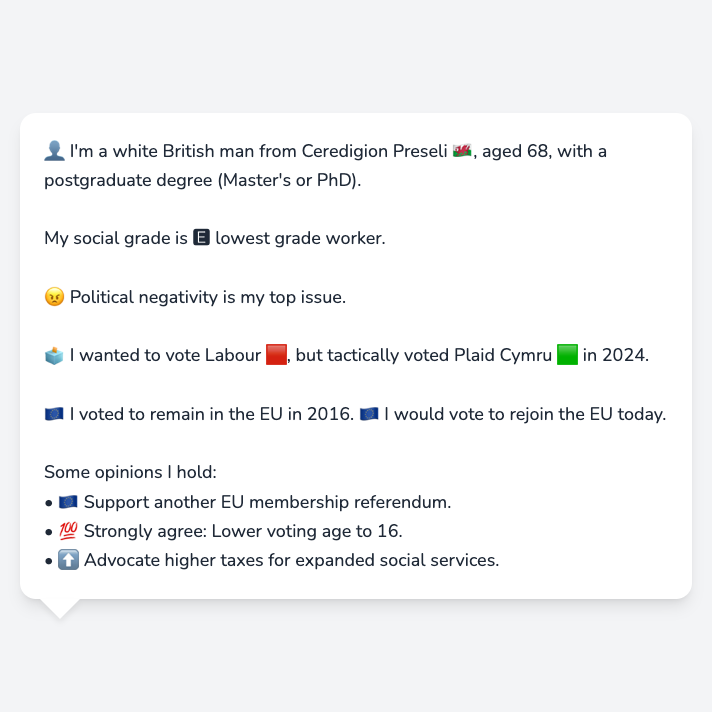 👤 I'm a white British man from Ceredigion Preseli 🏴󠁧󠁢󠁷󠁬󠁳󠁿, aged 68, with a
postgraduate degree (Master's or PhD).
My social grade is 🅴 lowest grade worker.
😠 Political negativity is my top issue.
🗳️ I wanted to vote Labour 🟥, but tactically voted Plaid Cymru 🟩 in 2024.
🇪🇺 I voted to remain in the EU in 2016. 🇪🇺 I would vote to rejoin the EU today.
Some opinions I hold:
• 🇪🇺 Support another EU membership referendum.
• 💯 Strongly agree: Lower voting age to 16.
• ⬆️ Advocate higher taxes for expanded social services.